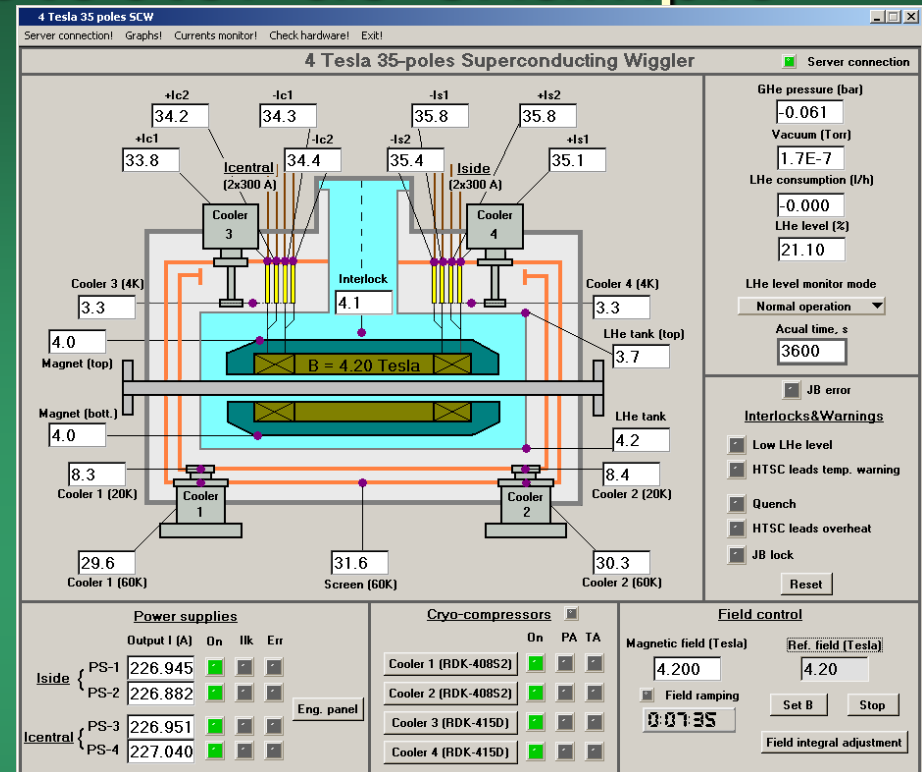 4 Tesla 35 poles SCW
Server connection! Graphs! Currents monitor! Check hardware! Exit!
4 Tesla 35-poles Superconducting Wiggler
Server connection
+Ic2 -Ic1 -Is1 +Is2
34.2 34.3 35.8 35.8
+Ic1 -Ic2 -Is2 +Is1
33.8 34.4 35.4 35.1
Icentral Iside
(2x300 A) (2x300 A)
Cooler 3
Cooler 4
Cooler 3 (4K)
3.3
Interlock
4.1
Cooler 4 (4K)
3.3
4.0
Magnet (top)
LHe tank (top)
3.7
B = 4.20 Tesla
Magnet (bott.)
4.0
LHe tank
4.2
8.3
Cooler 1 (20K)
Cooler 1
Cooler 2
8.4
Cooler 2 (20K)
29.6
Cooler 1 (60K)
31.6
Screen (60K)
30.3
Cooler 2 (60K)
GHe pressure (bar)
-0.061
Vacuum (Torr)
1.7E-7
LHe consumption (l/h)
-0.000
LHe level (%)
21.10
LHe level monitor mode
Normal operation
Acual time, s
3600
JB error
Interlocks&Warnings
Low LHe level
HTSC leads temp. warning
Quench
HTSC leads overheat
JB lock
Reset
Power supplies
Output I (A) On Ilk Err
Iside
PS-1 226.945
PS-2 226.882
Icentral
PS-3 226.951
PS-4 227.040
Eng. panel
Cryo-compressors
On PA TA
Cooler 1 (RDK-408S2)
Cooler 2 (RDK-408S2)
Cooler 3 (RDK-415D)
Cooler 4 (RDK-415D)
Field control
Magnetic field (Tesla) Ref. field (Tesla)
4.200 4.20
Field ramping
0:07:35
Set B Stop
Field integral adjustment